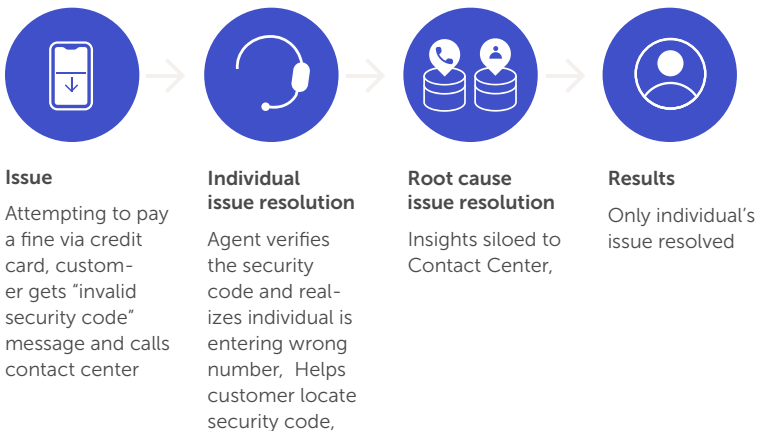 Issue
Attempting to pay
a fine via credit
card, custom-
er gets “invalid
security code”
message and calls
contact center
Individual
issue resolution
Agent verifies
the security
code and real-
izes individual is
entering wrong
number,  Helps
customer locate
security code,
Root cause
issue resolution
Insights siloed to
Contact Center,
Results
Only individual’s
issue resolved